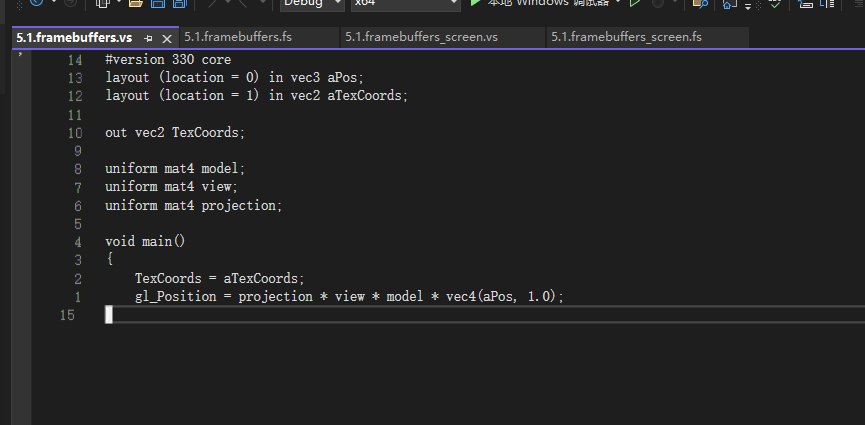 Debug x64 本地 Windows 调试器
5.1.framebuffers.vs 5.1.framebuffers.fs 5.1.framebuffers_screen.vs 5.1.framebuffers_screen.fs
14 #version 330 core
13 layout (location = 0) in vec3 aPos;
12 layout (location = 1) in vec2 aTexCoords;
11
10 out vec2 TexCoords;
9
8 uniform mat4 model;
7 uniform mat4 view;
6 uniform mat4 projection;
5
4 void main()
3 {
2 TexCoords = aTexCoords;
1 gl_Position = projection * view * model * vec4(aPos, 1.0);
15